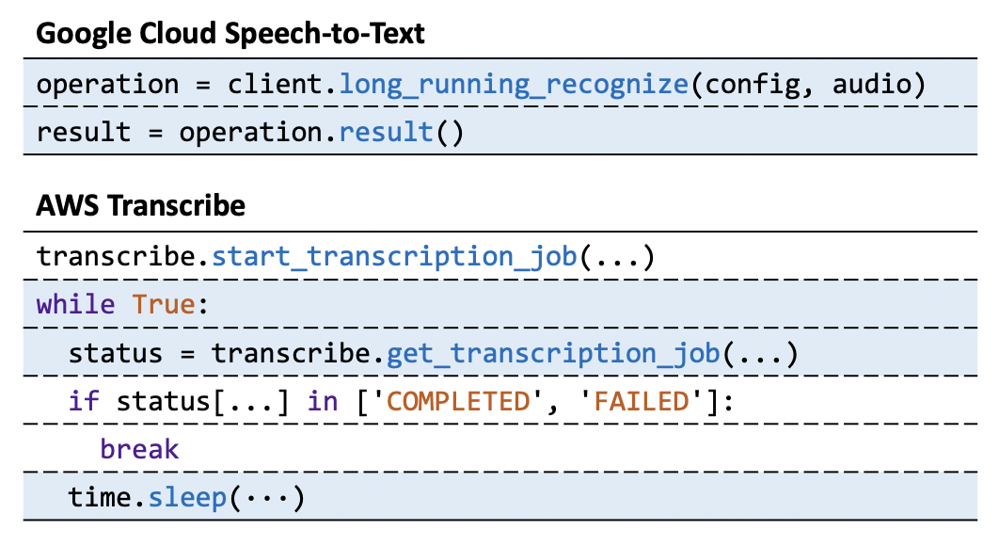 Google Cloud Speech-to-Text
operation = client.long_running_recognize(config, audio)
result = operation.result()
AWS Transcribe
transcribe.start_transcription_job(...)
while True:
  status = transcribe.get_transcription_job(...)
  if status[...] in ['COMPLETED', 'FAILED']:
    break
  time.sleep(···)